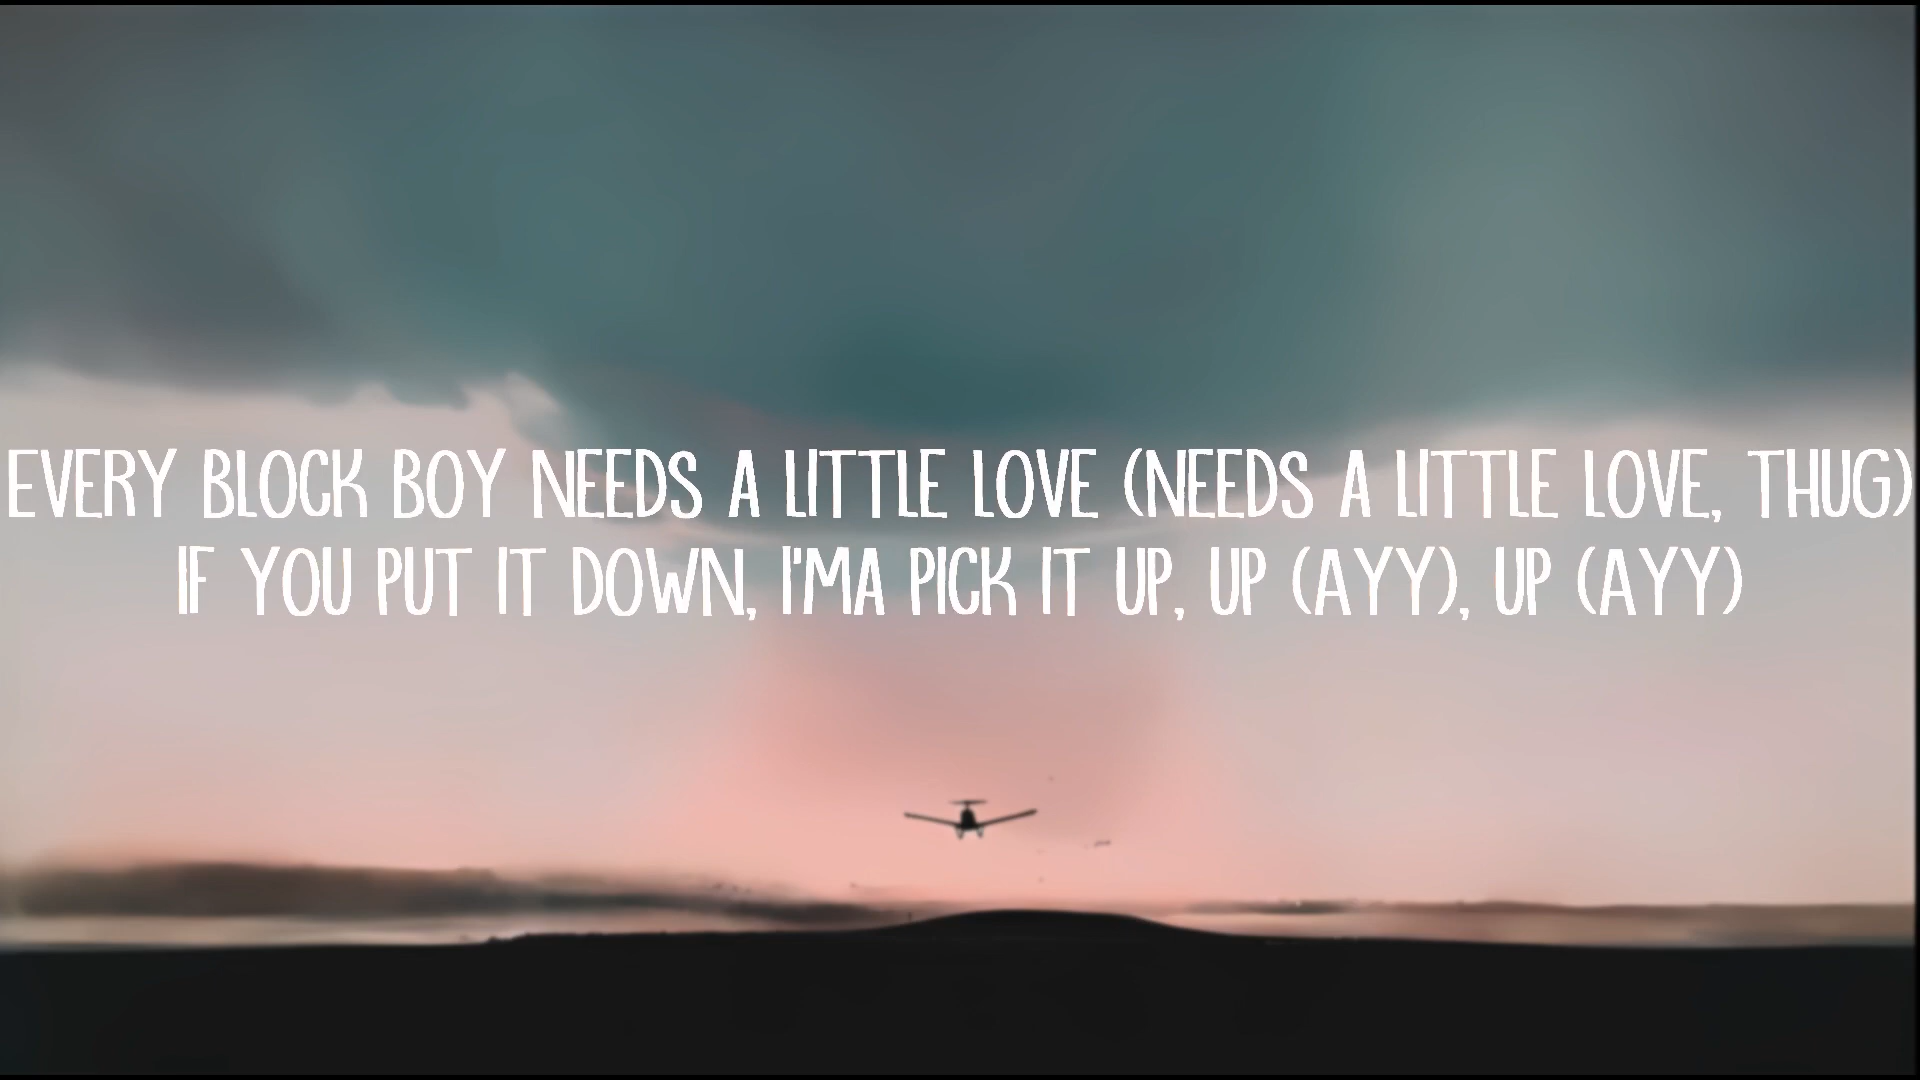 EVERY BLOCK BOY NEEDS A LITTLE LOVE (NEEDS A LITTLE LOVE, THUG)
IF YOU PUT IT DOWN, I'MA PICK IT UP, UP (AYY), UP (AYY)